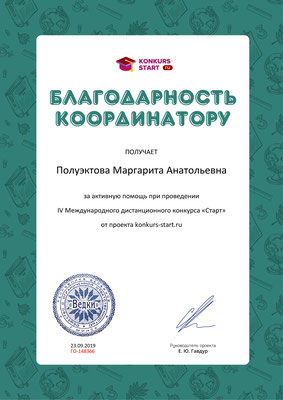 KONKURS
START ru
БЛАГОДАРНОСТЬ
КООРДИНАТОРУ
ПОЛУЧАЕТ
Полуэктова Маргарита Анатольевна
за активную помощь при проведении
IV Международного дистанционного конкурса «Старт»
от проекта konkurs-start.ru
«Ведки»
23.09.2019
ГО-148366
Руководитель проекта
Е. Ю. Гавдур